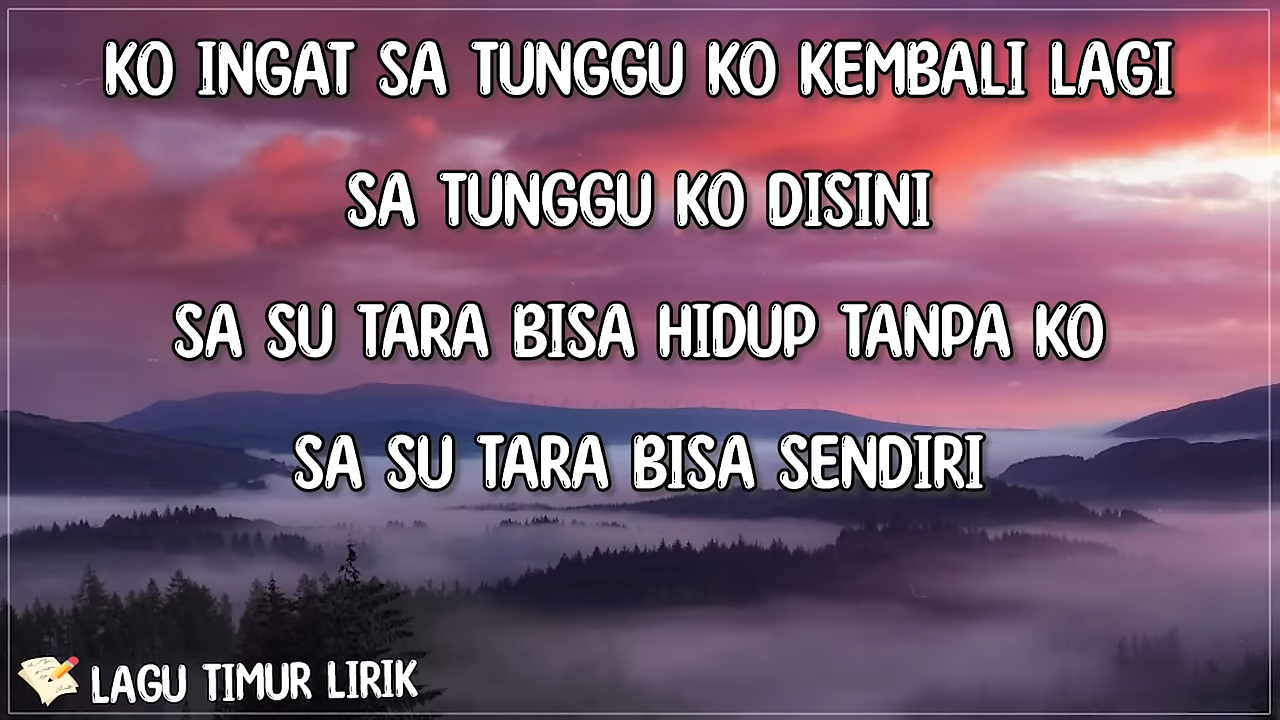 KO INGAT SA TUNGGU KO KEMBALI LAGI
SA TUNGGU KO DISINI
SA SU TARA BISA HIDUP TANPA KO
SA SU TARA BISA SENDIRI
LAGU TIMUR LIRIK